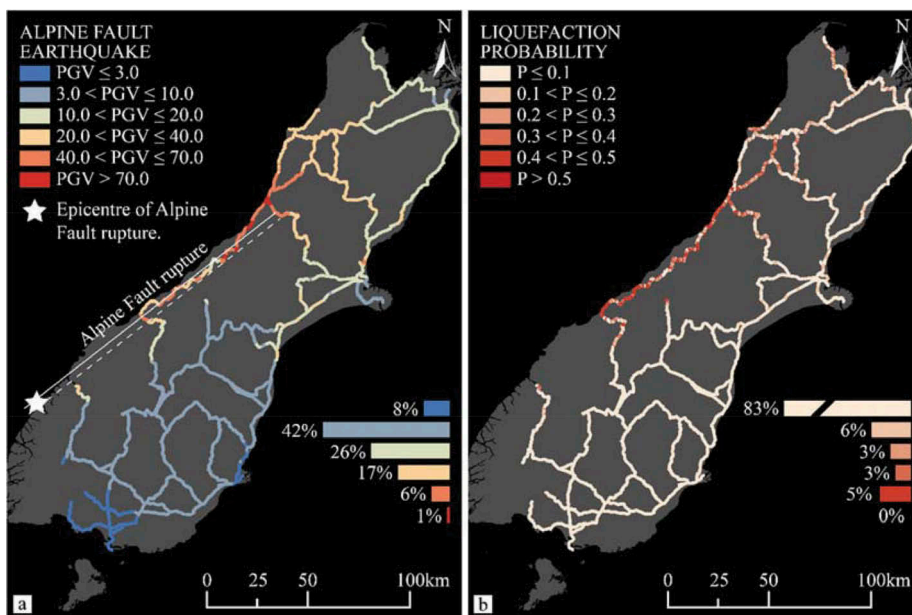 ALPINE FAULT
EARTHQUAKE
PGV ≤ 3.0
3.0 < PGV ≤ 10.0
10.0 < PGV ≤ 20.0
20.0 < PGV ≤ 40.0
40.0 < PGV ≤ 70.0
PGV > 70.0
Epicentre of Alpine
Fault rupture.
N
Alpine Fault rupture
8%
42%
26%
17%
6%
1%
0 25 50 100km
a
LIQUEFACTION
PROBABILITY
P ≤ 0.1
0.1 < P ≤ 0.2
0.2 < P ≤ 0.3
0.3 < P ≤ 0.4
0.4 < P ≤ 0.5
P > 0.5
N
83%
6%
3%
3%
5%
0%
0 25 50 100km
b